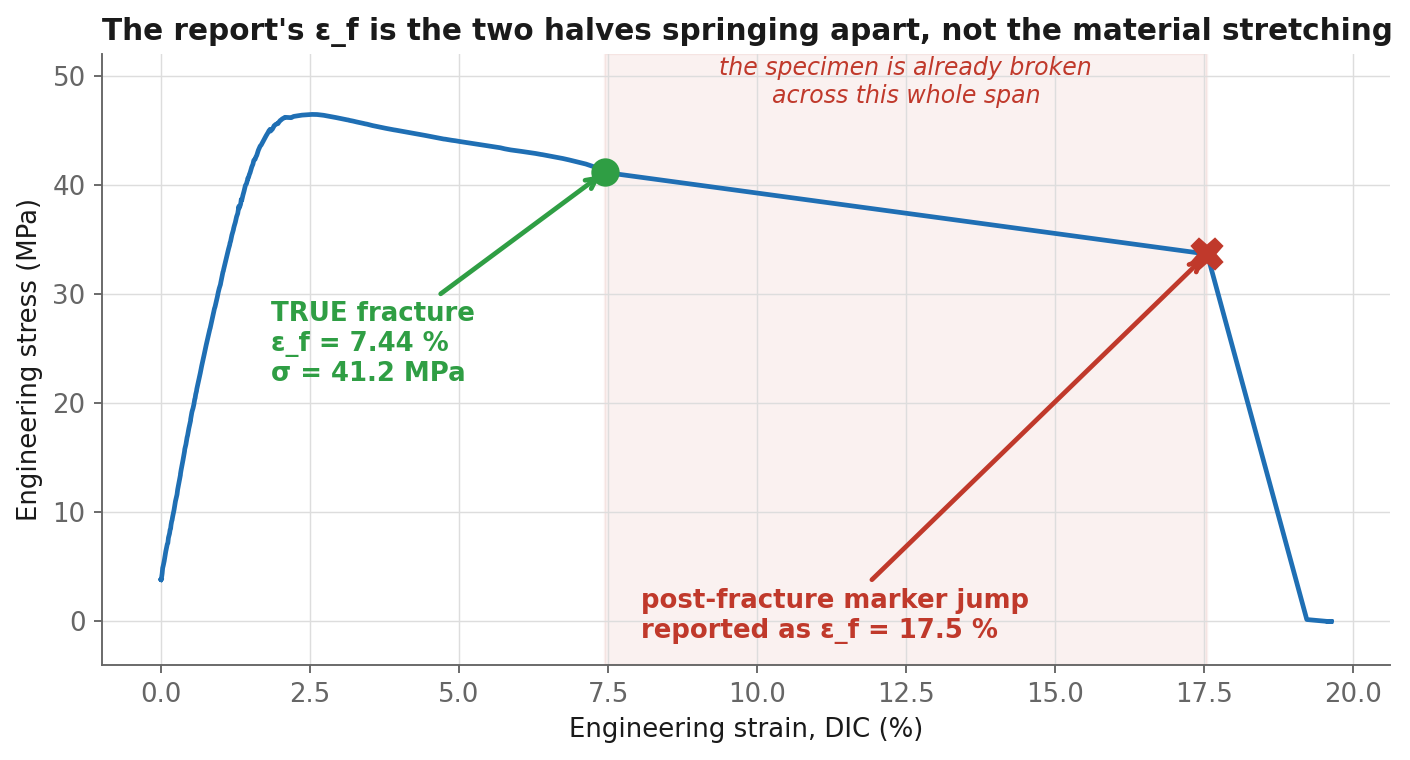 The report's ε_f is the two halves springing apart, not the material stretching
the specimen is already broken
across this whole span
50
40
30
20
10
0
Engineering stress (MPa)
TRUE fracture
ε_f = 7.44 %
σ = 41.2 MPa
post-fracture marker jump
reported as ε_f = 17.5 %
0.0
2.5
5.0
7.5
10.0
12.5
15.0
17.5
20.0
Engineering strain, DIC (%)